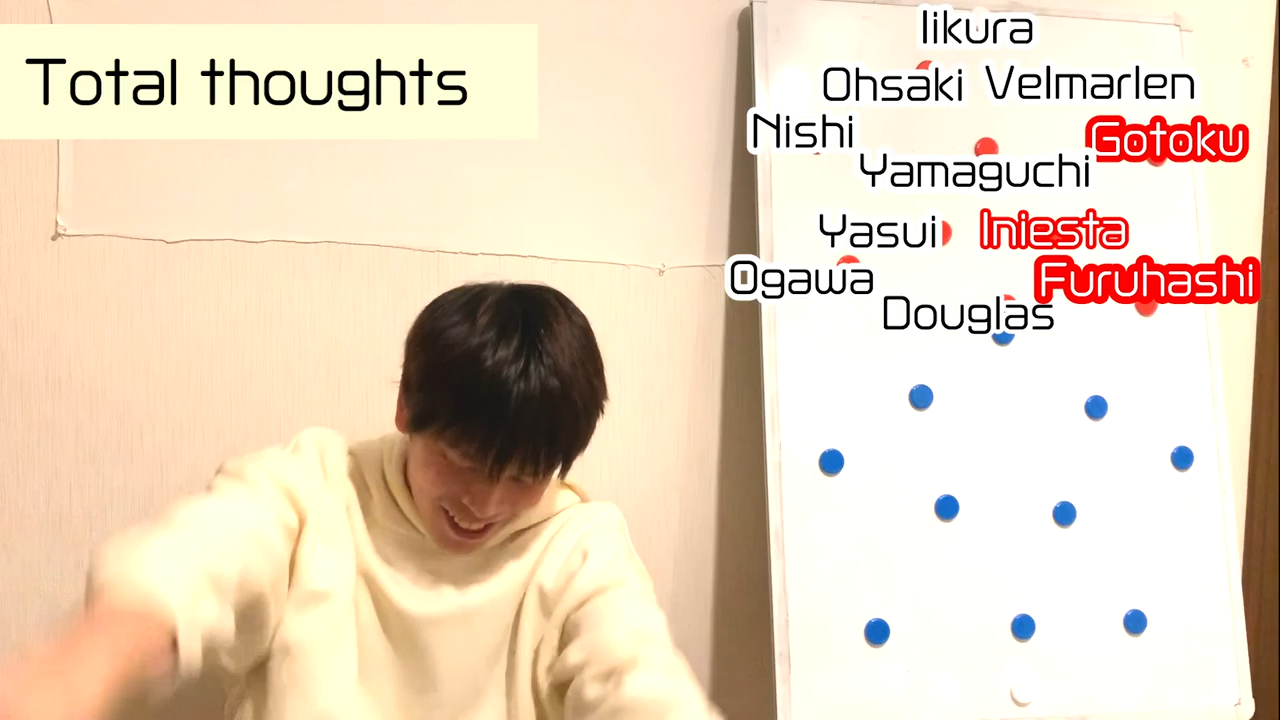 Total thoughts
Iikura
Ohsaki Velmarlen
Nishi Gotoku
Yamaguchi
Yasui Iniesta
Ogawa Furuhashi
Douglas